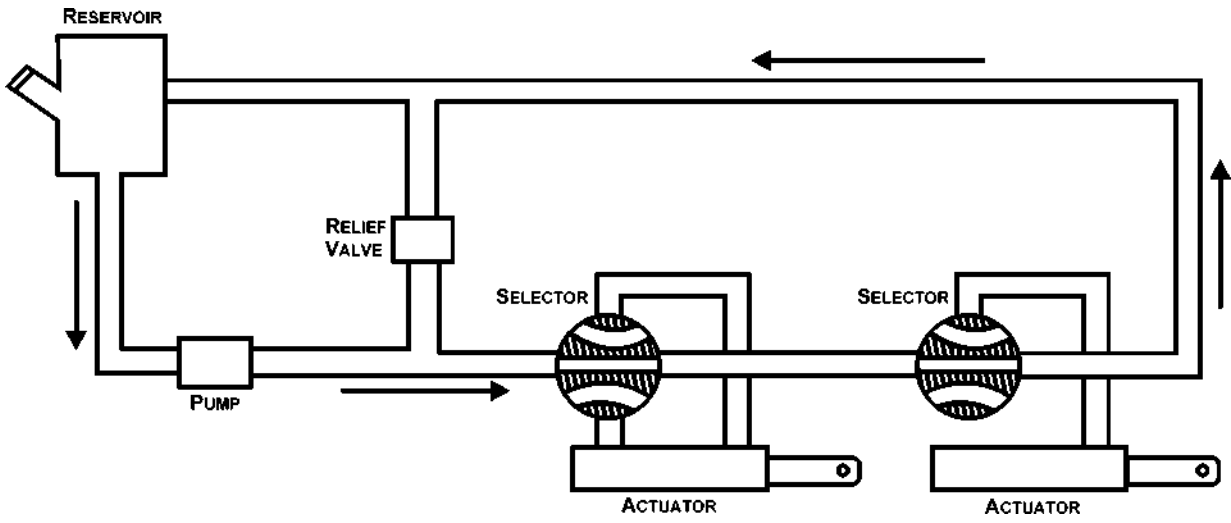 RESERVOIR
RELIEF
VALVE
SELECTOR
SELECTOR
PUMP
ACTUATOR
ACTUATOR